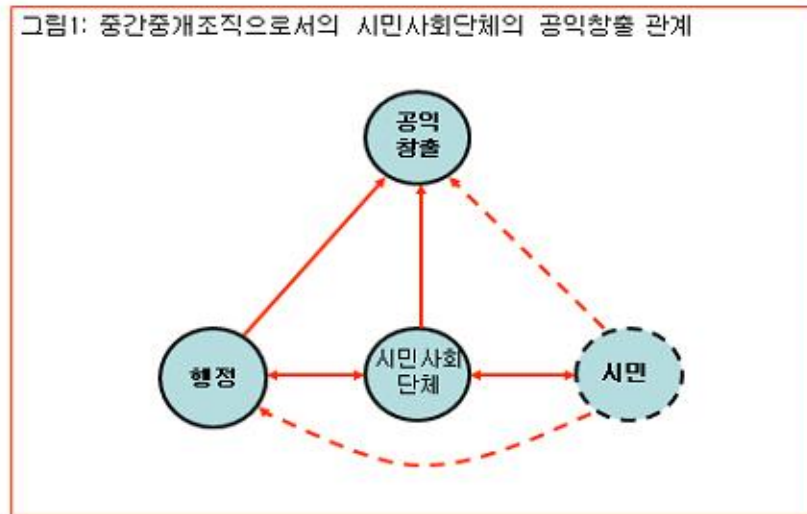 그림1: 중간중개조직으로서의 시민사회단체의 공익창출 관계
공익
창출
행정
시민사회
단체
시민